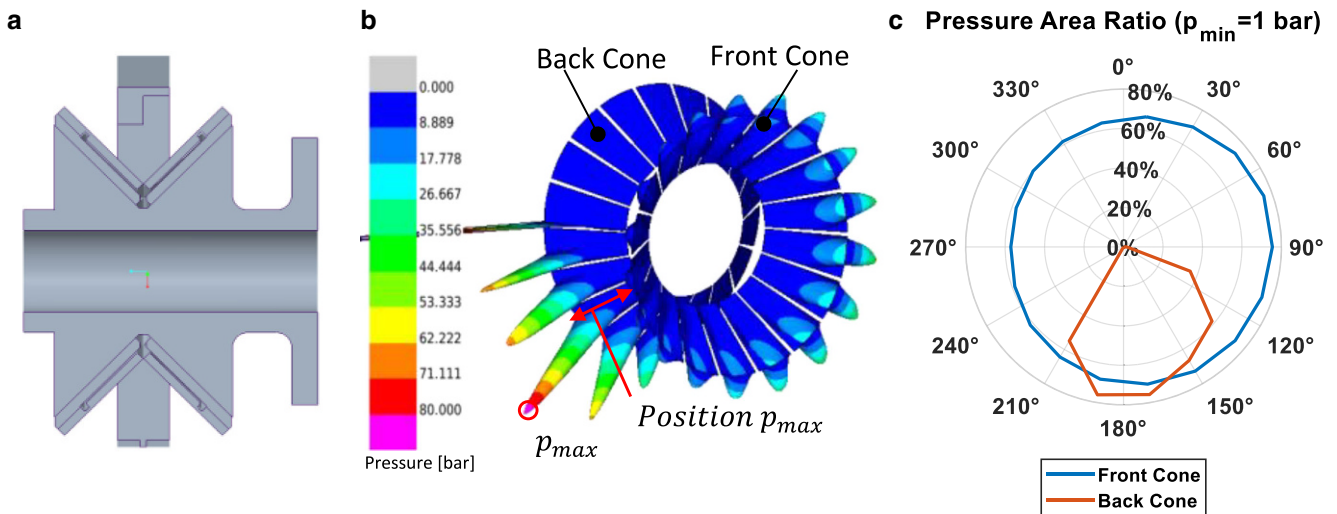 a
b
c
Pressure Area Ratio (p_min=1 bar)
Back Cone
Front Cone
0.000
8.889
17.778
26.667
35.556
44.444
53.333
62.222
71.111
80.000
Pressure [bar]
p_max
Position p_max
0°
30°
60°
90°
120°
150°
180°
210°
240°
270°
300°
330°
80%
60%
40%
20%
0%
Front Cone
Back Cone